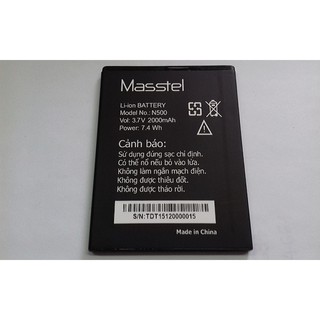 Masstel
Li-ion BATTERY
Model No.: N500
Vol: 3.7V 2000mAh
Power: 7.4 Wh
Cảnh báo:
Sử dụng đúng sạc chỉ định.
Có thể nổ nếu bỏ vào lửa.
Không làm ngắn mạch điện.
Không được thiêu đốt.
Không được tháo rời.
S/N:TDT15120000015
Made in China